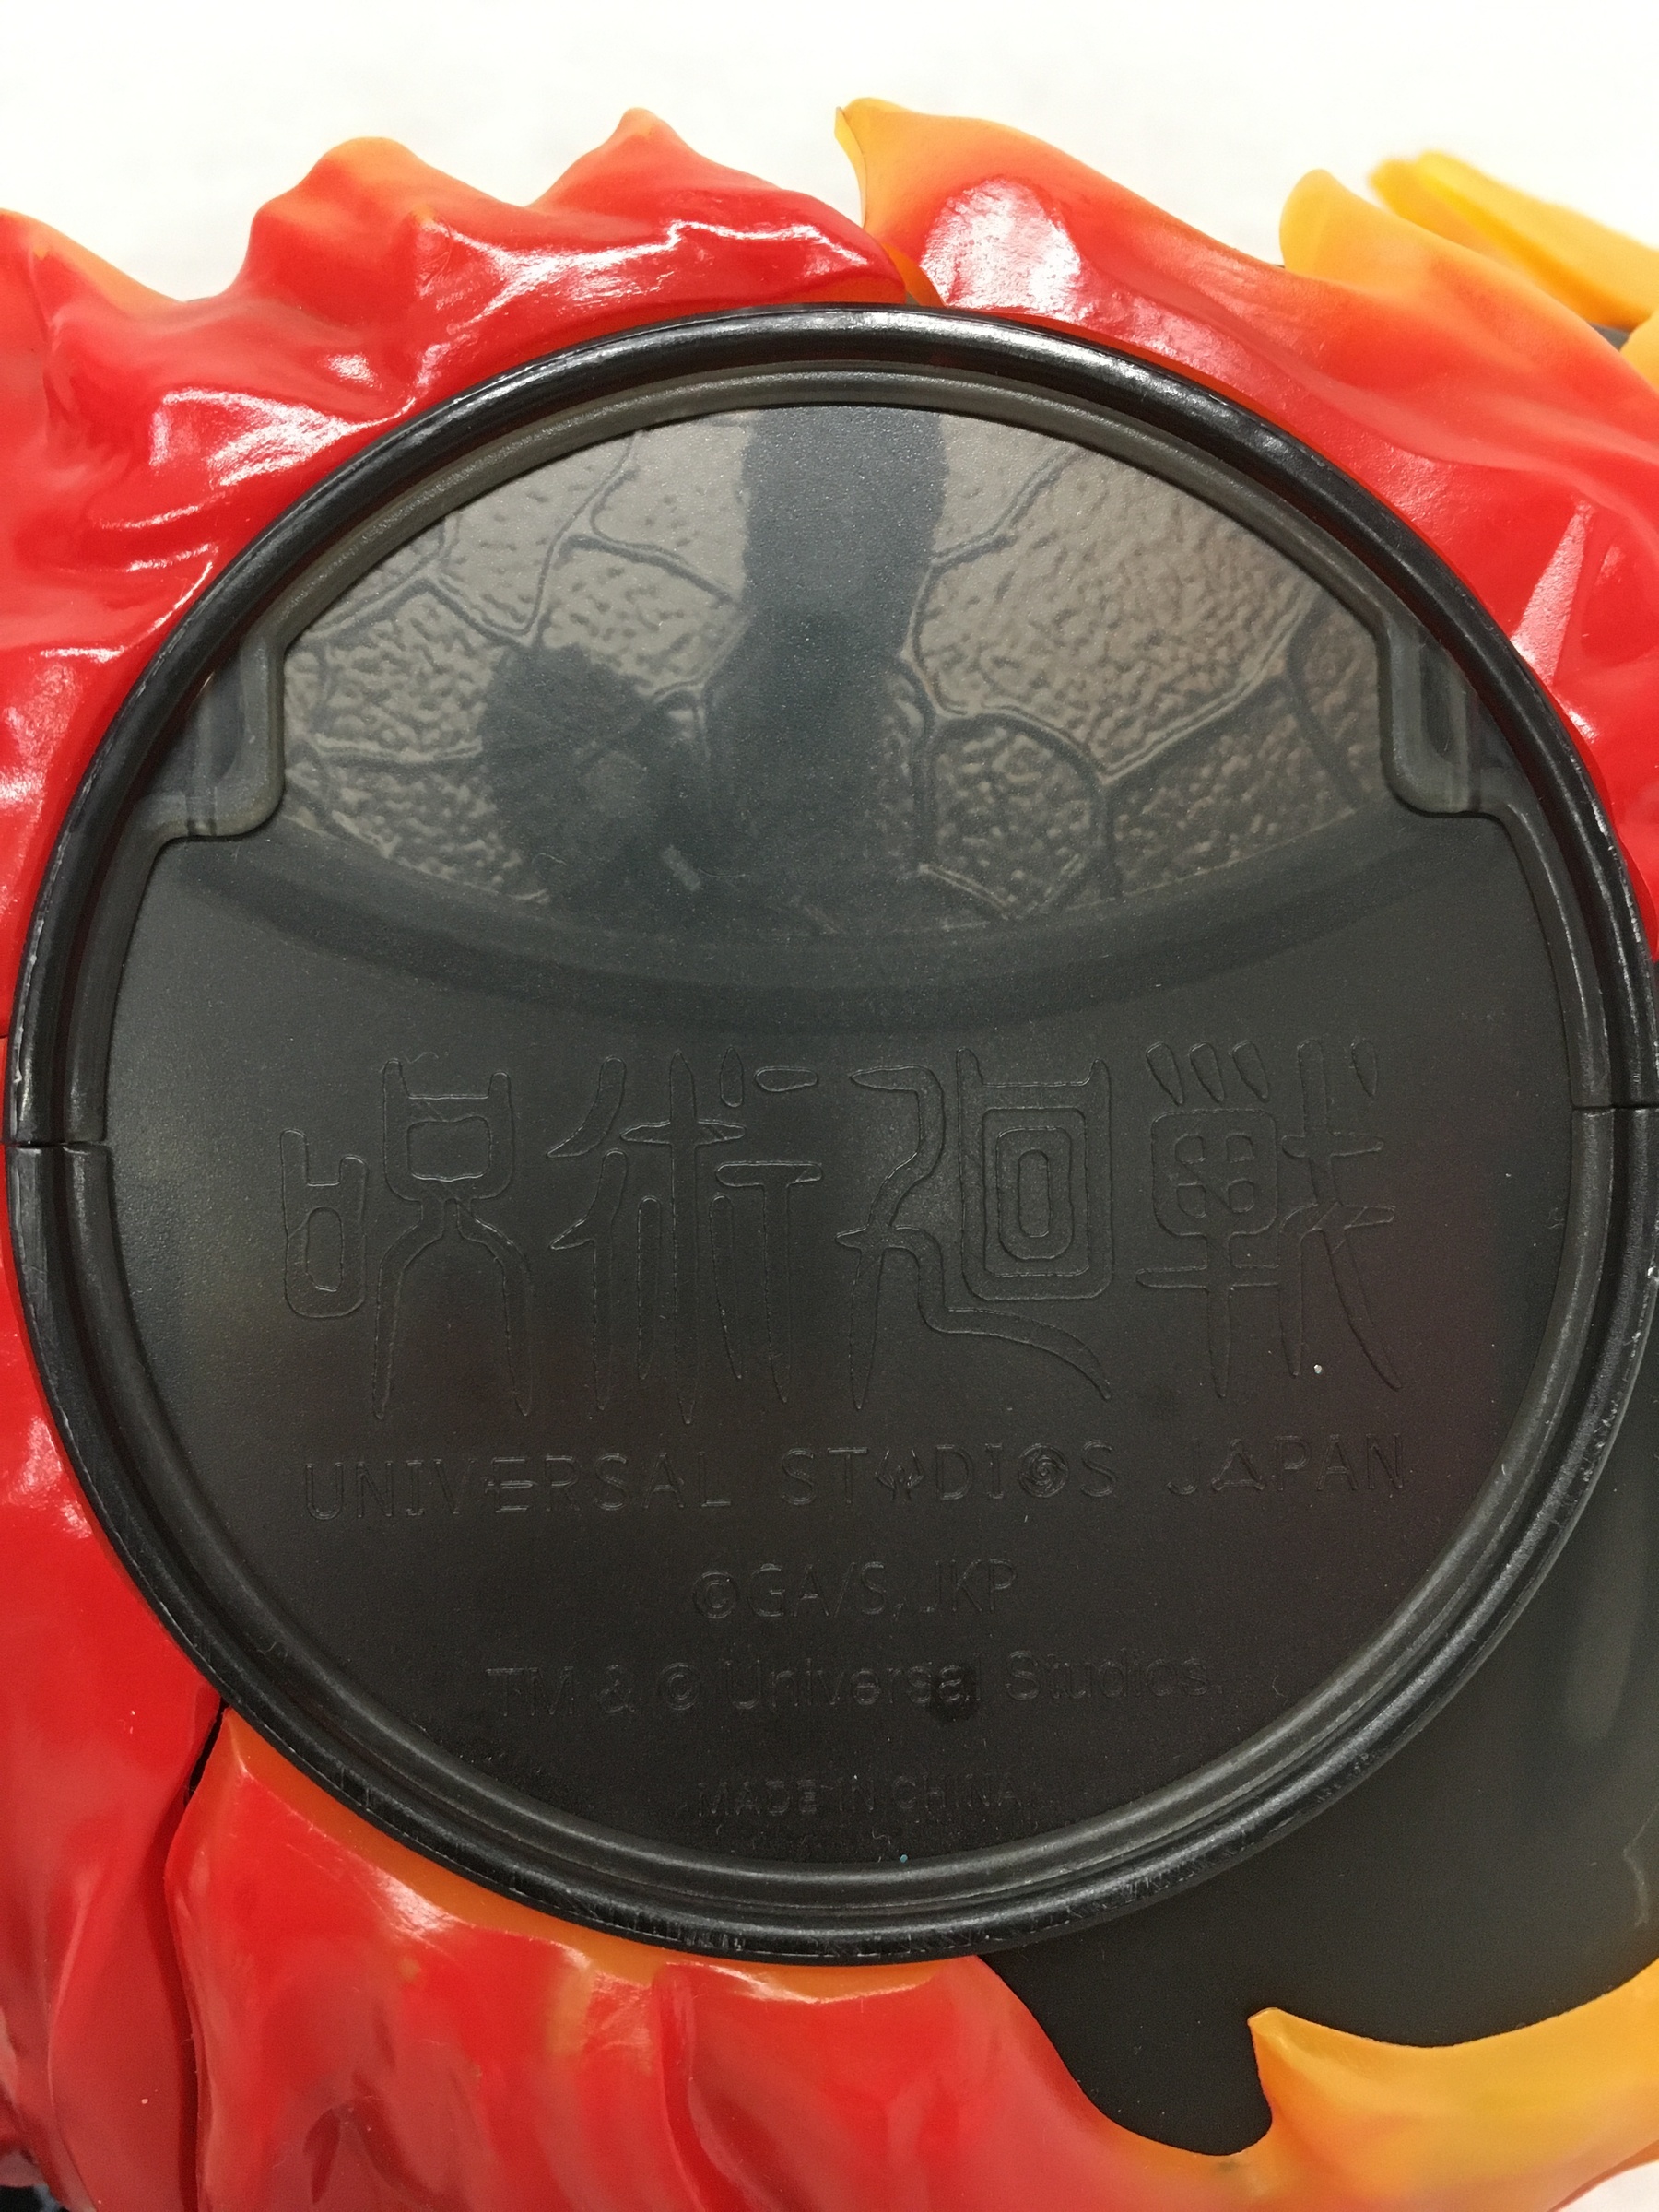 呪術廻戦
UNIVERSAL STUDIOS JAPAN
©GA/S,JKP
TM & © Universal Studios.
MADE IN CHINA